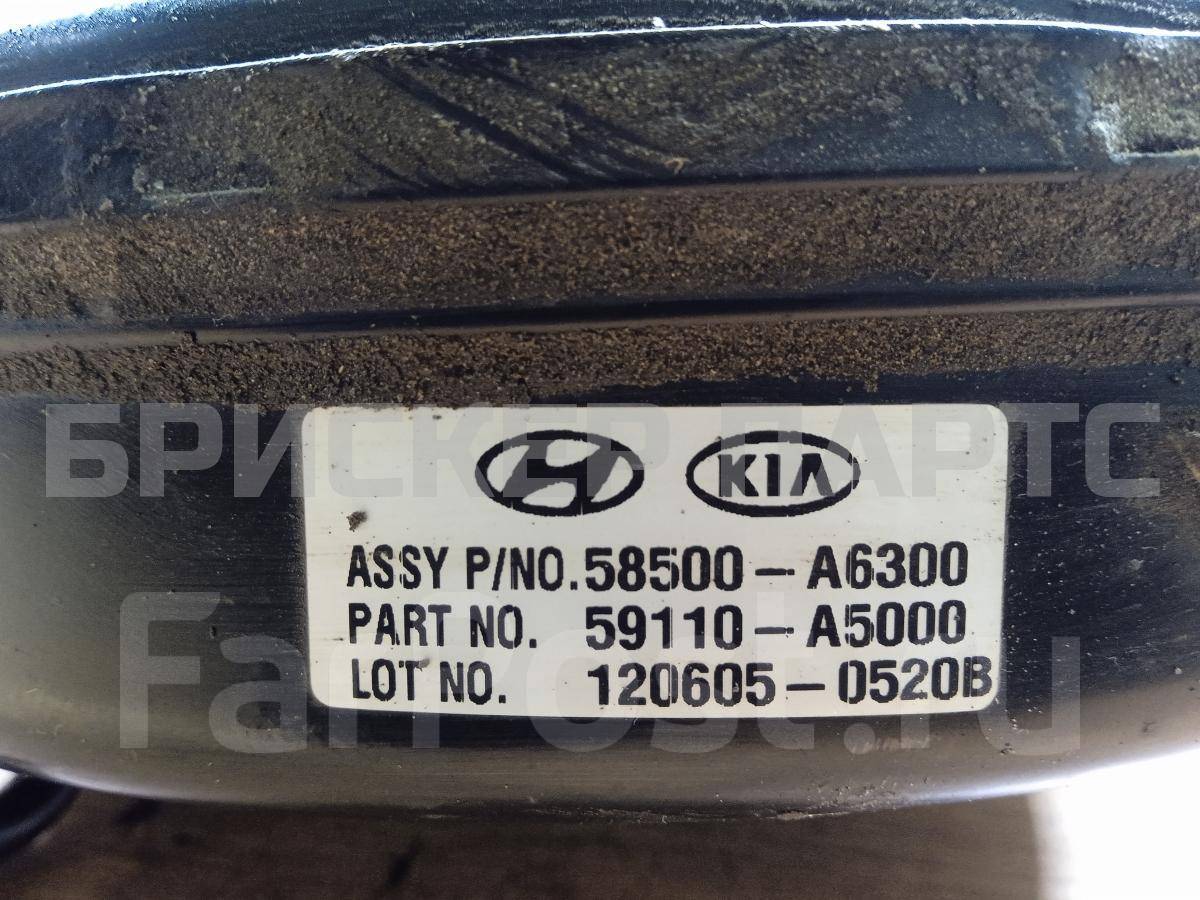 БРИСКЕР ПАРТС
KIA
ASSY P/NO. 58500-A6300
PART NO. 59110-A5000
LOT NO. 120605-0520B
FarPost.ru